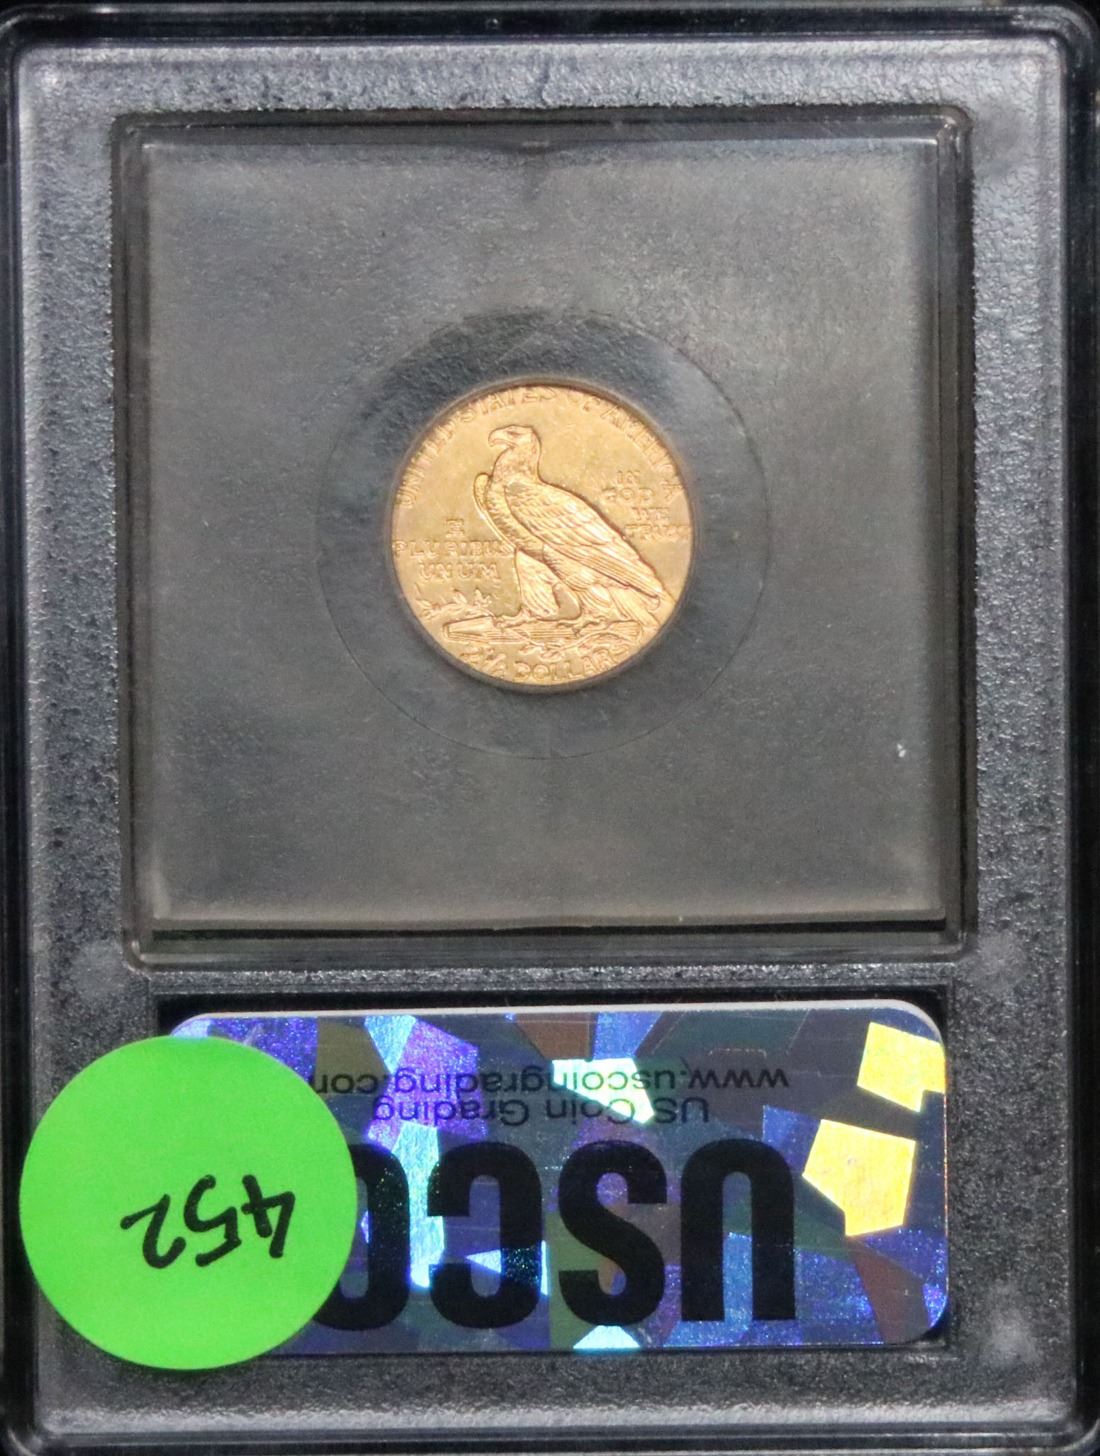 UNITED STATES OF AMERICA
IN
GOD
WE
TRUST
E
PLURIBUS
UNUM
2½ DOLLARS
www.uscoingrading.com
US Coin Grading
USCG
452